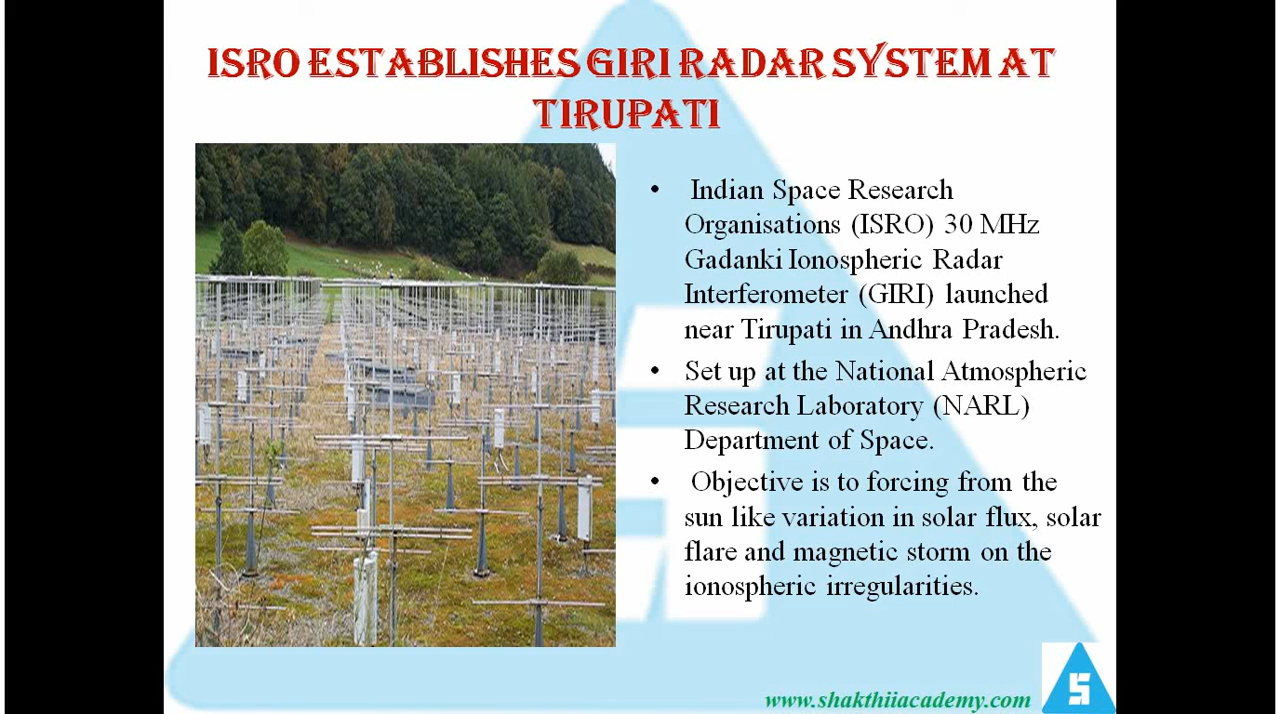 ISRO ESTABLISHES GIRI RADAR SYSTEM AT
TIRUPATI
• Indian Space Research
Organisations (ISRO) 30 MHz
Gadanki Ionospheric Radar
Interferometer (GIRI) launched
near Tirupati in Andhra Pradesh.
• Set up at the National Atmospheric
Research Laboratory (NARL)
Department of Space.
• Objective is to forcing from the
sun like variation in solar flux, solar
flare and magnetic storm on the
ionospheric irregularities.
www.shakthiiacademy.com
S